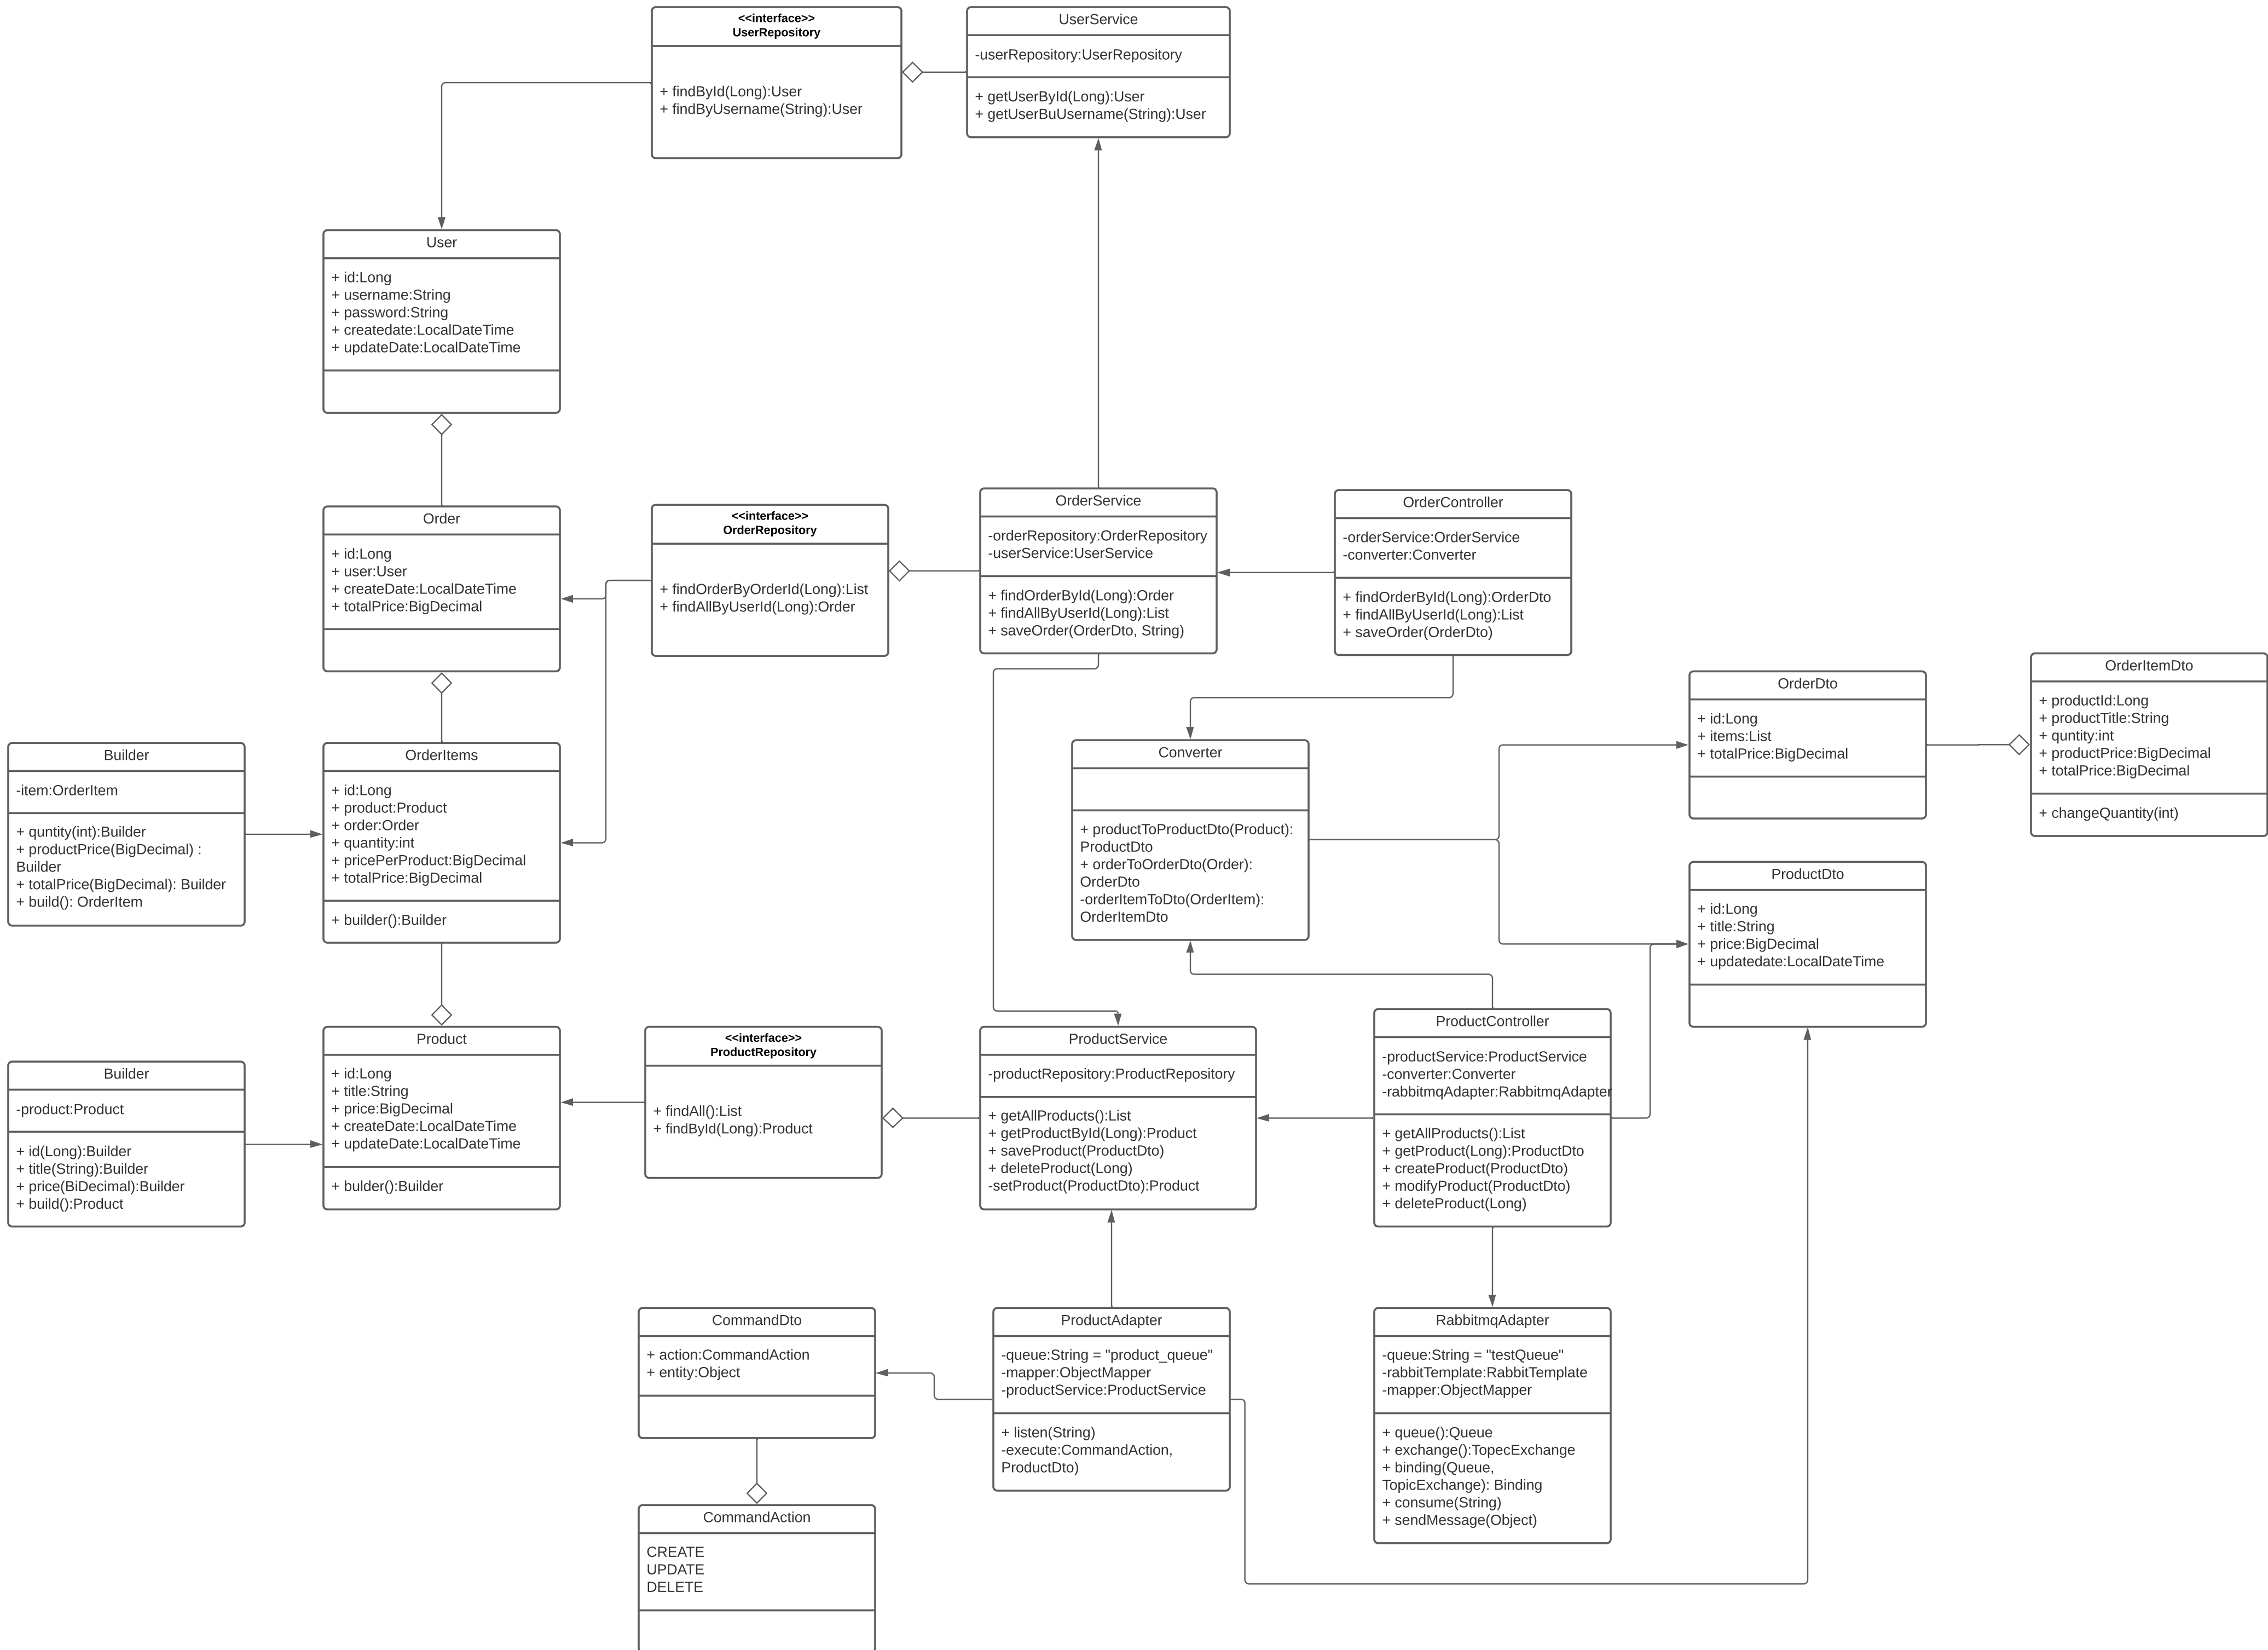 <<interface>>
UserRepository
+ findById(Long):User
+ findByUsername(String):User
UserService
-userRepository:UserRepository
+ getUserById(Long):User
+ getUserBuUsername(String):User
User
+ id:Long
+ username:String
+ password:String
+ createdate:LocalDateTime
+ updateDate:LocalDateTime
Order
+ id:Long
+ user:User
+ createDate:LocalDateTime
+ totalPrice:BigDecimal
<<interface>>
OrderRepository
+ findOrderByOrderId(Long):List
+ findAllByUserId(Long):Order
OrderService
-orderRepository:OrderRepository
-userService:UserService
+ findOrderById(Long):Order
+ findAllByUserId(Long):List
+ saveOrder(OrderDto, String)
OrderController
-orderService:OrderService
-converter:Converter
+ findOrderById(Long):OrderDto
+ findAllByUserId(Long):List
+ saveOrder(OrderDto)
OrderDto
+ id:Long
+ items:List
+ totalPrice:BigDecimal
OrderItemDto
+ productId:Long
+ productTitle:String
+ quntity:int
+ productPrice:BigDecimal
+ totalPrice:BigDecimal
+ changeQuantity(int)
Builder
-item:OrderItem
+ quntity(int):Builder
+ productPrice(BigDecimal) :
Builder
+ totalPrice(BigDecimal): Builder
+ build(): OrderItem
OrderItems
+ id:Long
+ product:Product
+ order:Order
+ quantity:int
+ pricePerProduct:BigDecimal
+ totalPrice:BigDecimal
+ builder():Builder
Converter
+ productToProductDto(Product):
ProductDto
+ orderToOrderDto(Order):
OrderDto
-orderItemToDto(OrderItem):
OrderItemDto
ProductDto
+ id:Long
+ title:String
+ price:BigDecimal
+ updatedate:LocalDateTime
Builder
-product:Product
+ id(Long):Builder
+ title(String):Builder
+ price(BiDecimal):Builder
+ build():Product
Product
+ id:Long
+ title:String
+ price:BigDecimal
+ createDate:LocalDateTime
+ updateDate:LocalDateTime
+ bulder():Builder
<<interface>>
ProductRepository
+ findAll():List
+ findById(Long):Product
ProductService
-productRepository:ProductRepository
+ getAllProducts():List
+ getProductById(Long):Product
+ saveProduct(ProductDto)
+ deleteProduct(Long)
-setProduct(ProductDto):Product
ProductController
-productService:ProductService
-converter:Converter
-rabbitmqAdapter:RabbitmqAdapter
+ getAllProducts():List
+ getProduct(Long):ProductDto
+ createProduct(ProductDto)
+ modifyProduct(ProductDto)
+ deleteProduct(Long)
CommandDto
+ action:CommandAction
+ entity:Object
ProductAdapter
-queue:String = "product_queue"
-mapper:ObjectMapper
-productService:ProductService
+ listen(String)
-execute:CommandAction,
ProductDto)
RabbitmqAdapter
-queue:String = "testQueue"
-rabbitTemplate:RabbitTemplate
-mapper:ObjectMapper
+ queue():Queue
+ exchange():TopecExchange
+ binding(Queue,
TopicExchange): Binding
+ consume(String)
+ sendMessage(Object)
CommandAction
CREATE
UPDATE
DELETE